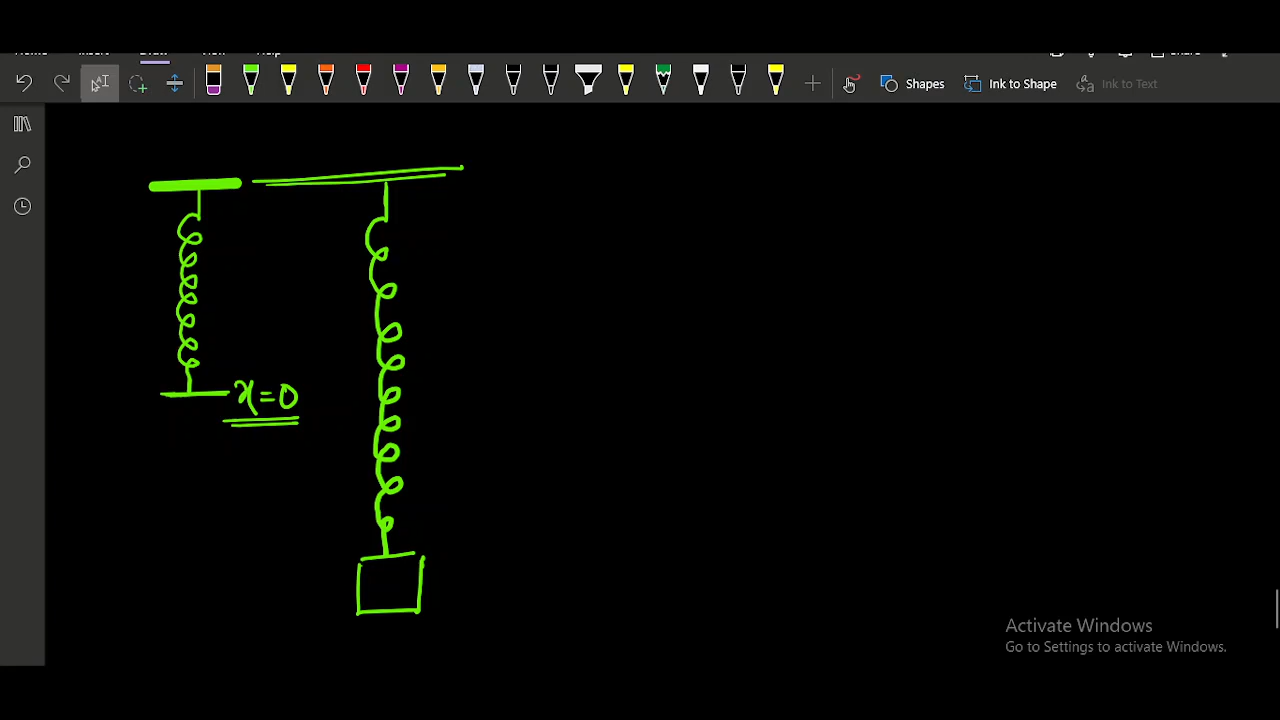 Shapes
Ink to Shape
Ink to Text
x=0
Activate Windows
Go to Settings to activate Windows.